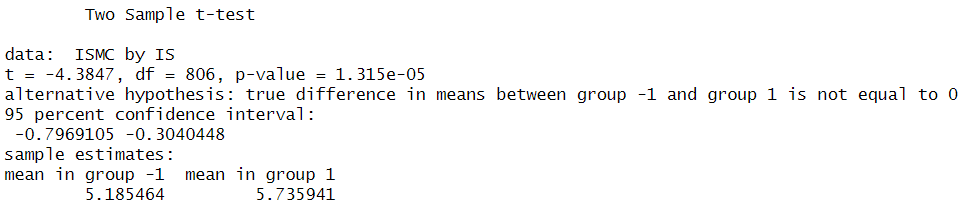 Two Sample t-test
data:  ISMC by IS
t = -4.3847, df = 806, p-value = 1.315e-05
alternative hypothesis: true difference in means between group -1 and group 1 is not equal to 0
95 percent confidence interval:
 -0.7969105 -0.3040448
sample estimates:
mean in group -1  mean in group 1
        5.185464         5.735941